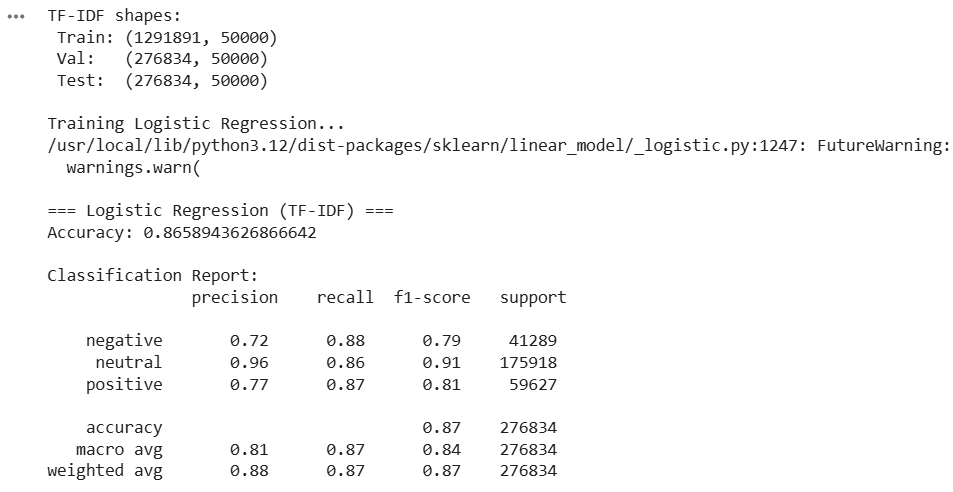 TF-IDF shapes:
Train: (1291891, 50000)
Val: (276834, 50000)
Test: (276834, 50000)
Training Logistic Regression...
/usr/local/lib/python3.12/dist-packages/sklearn/linear_model/_logistic.py:1247: FutureWarning:
warnings.warn(
=== Logistic Regression (TF-IDF) ===
Accuracy: 0.8658943626866642
Classification Report:
precision recall f1-score support
negative 0.72 0.88 0.79 41289
neutral 0.96 0.86 0.91 175918
positive 0.77 0.87 0.81 59627
accuracy 0.87 276834
macro avg 0.81 0.87 0.84 276834
weighted avg 0.88 0.87 0.87 276834